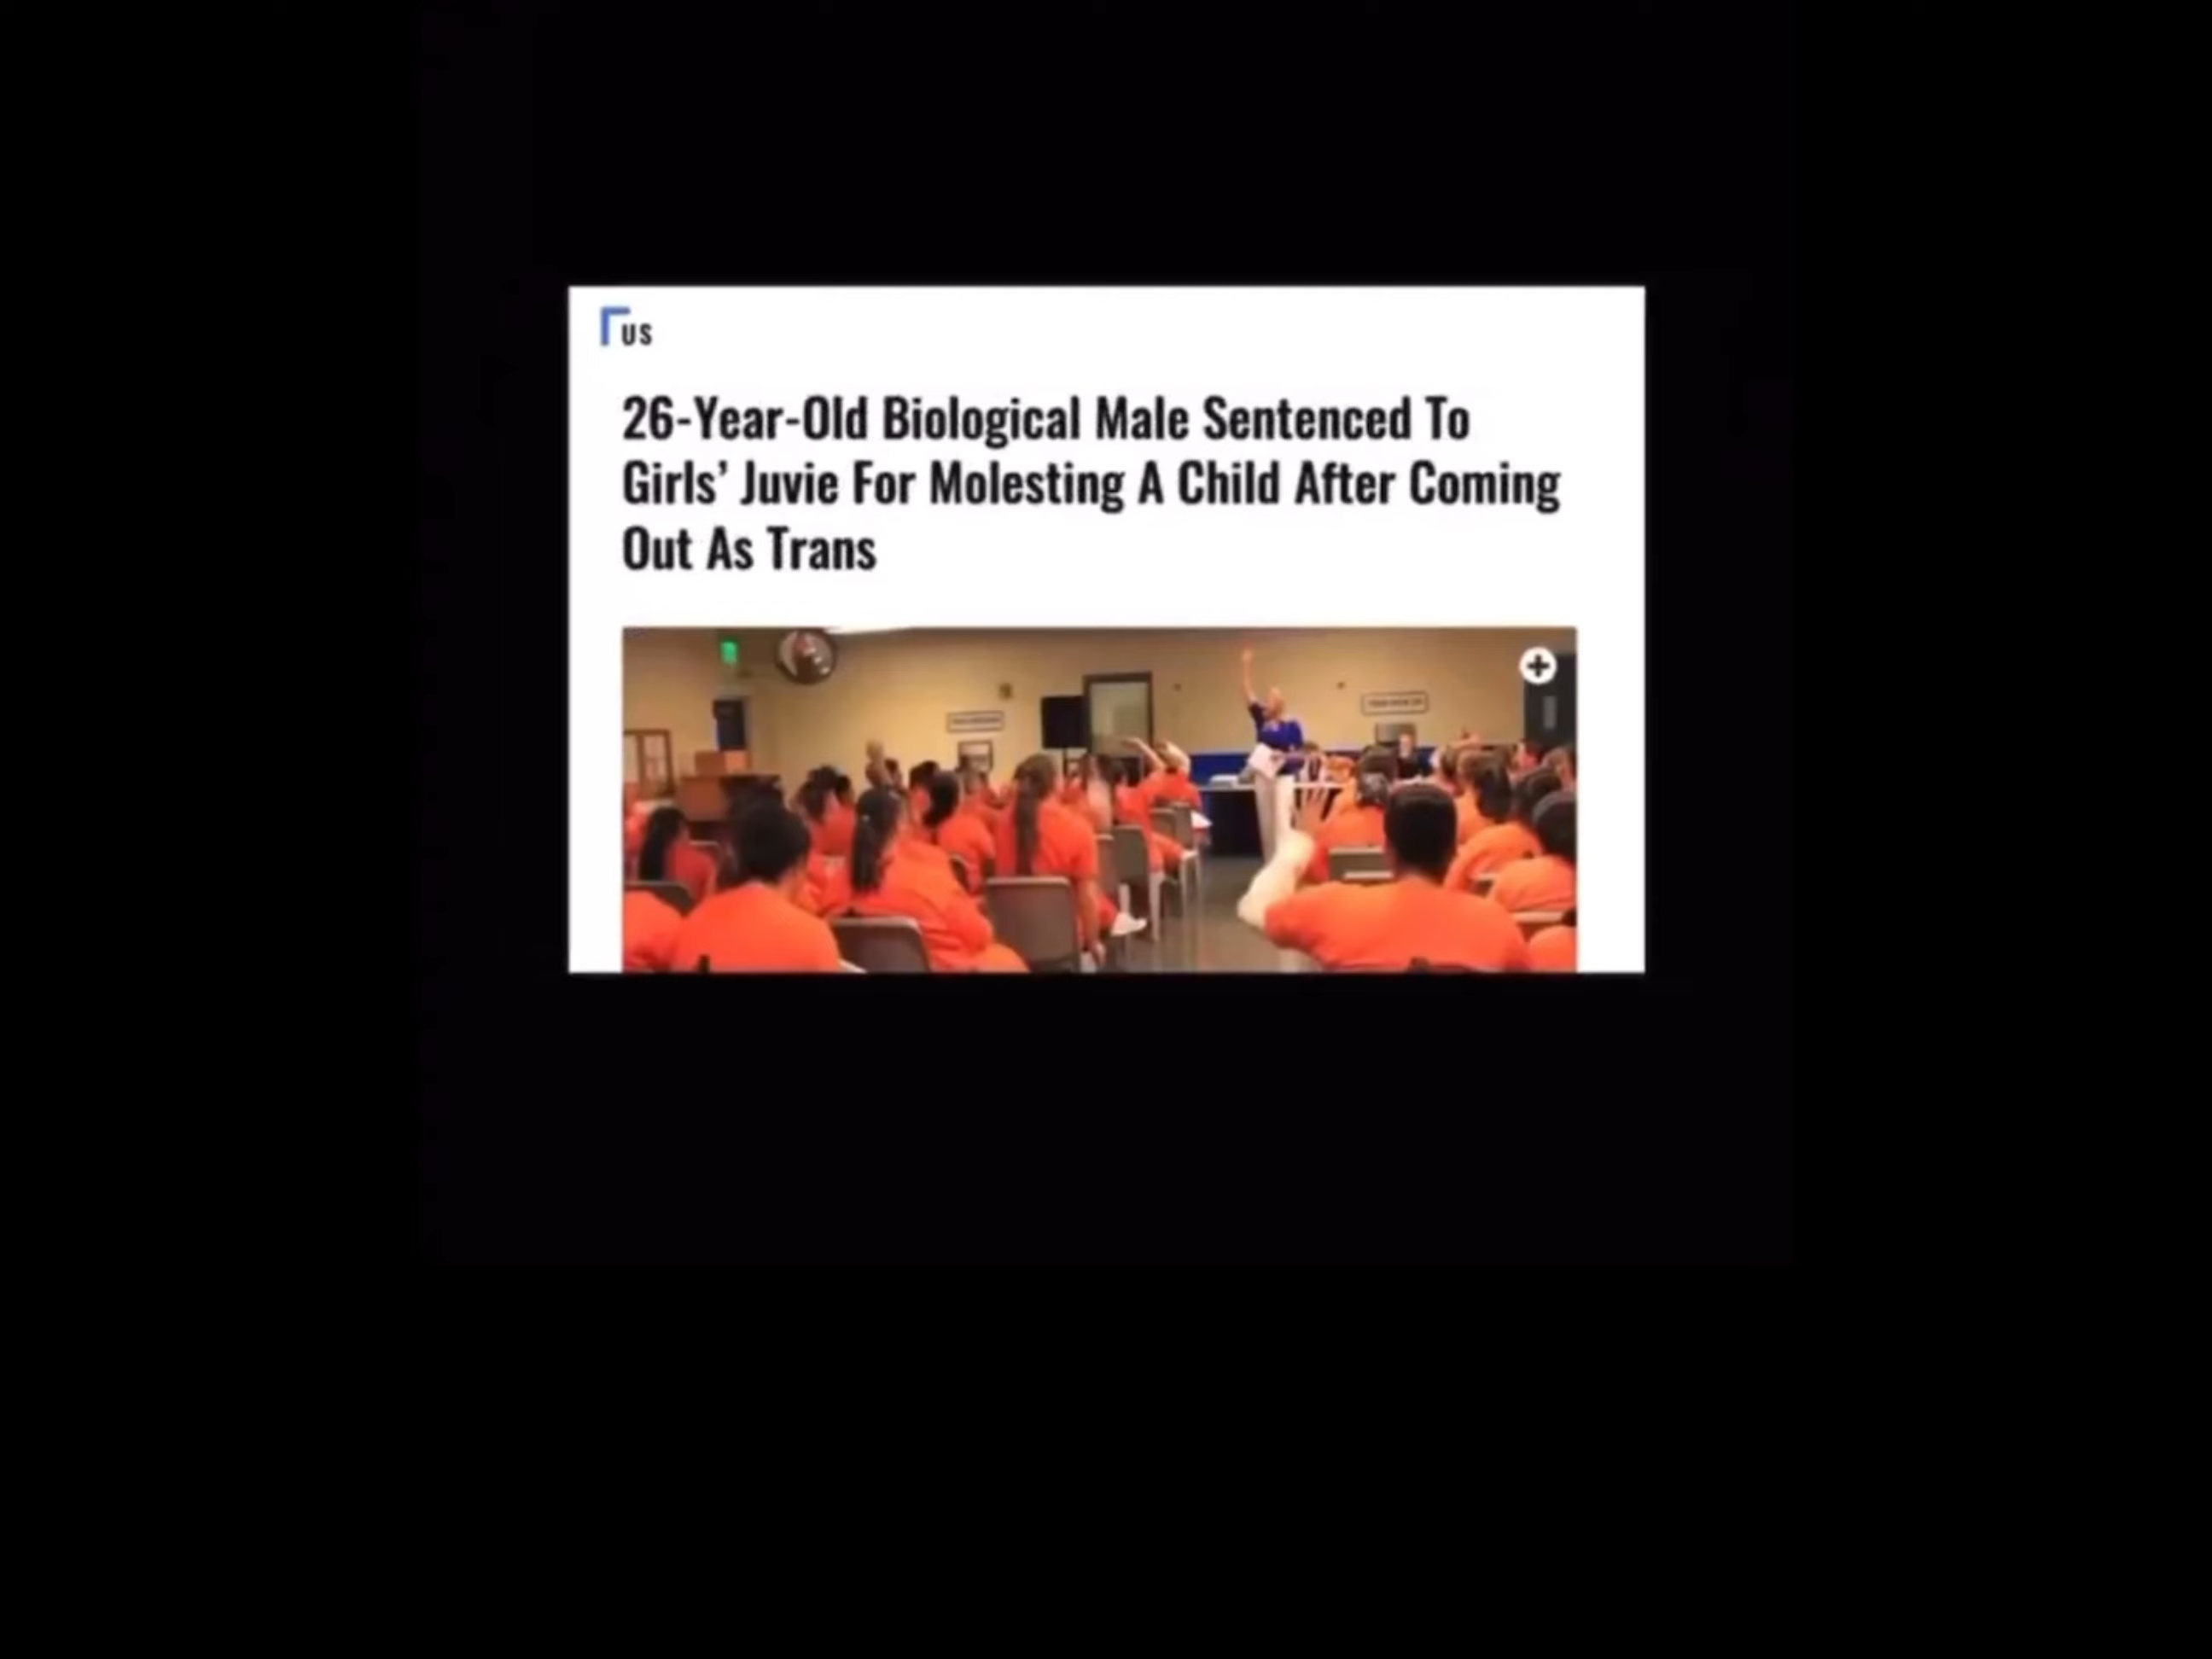 US
26-Year-Old Biological Male Sentenced To
Girls’ Juvie For Molesting A Child After Coming
Out As Trans